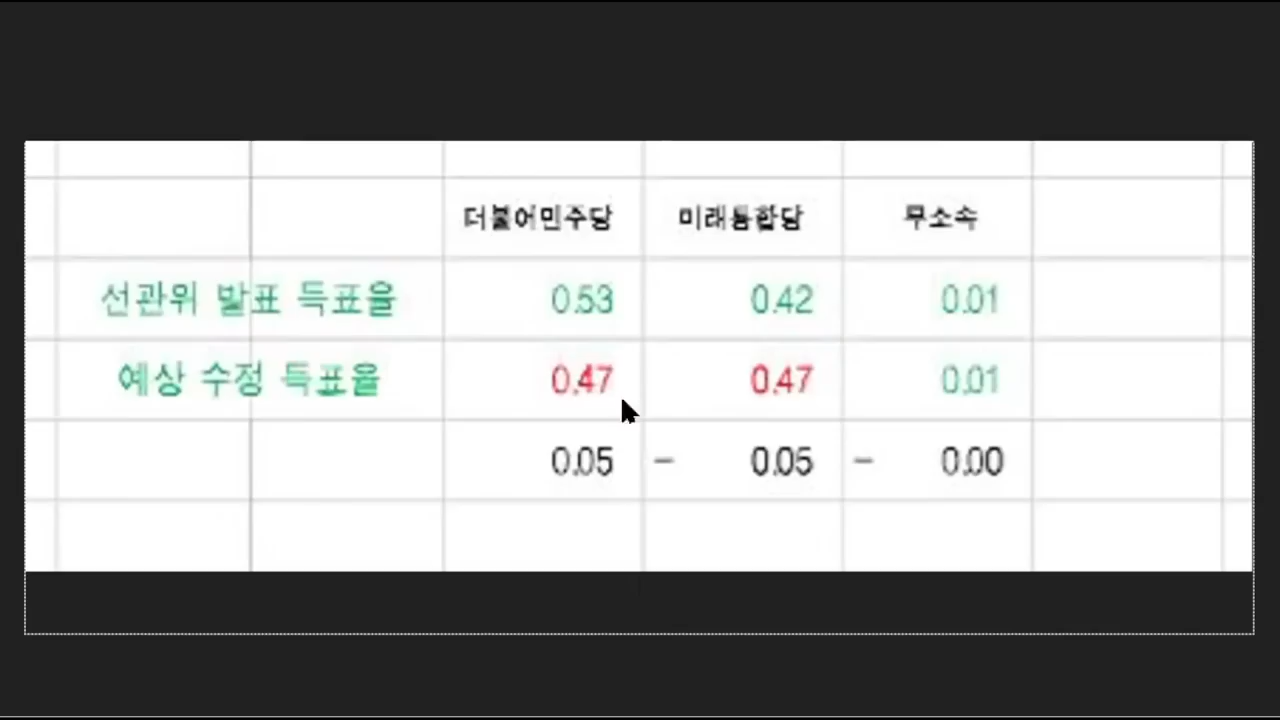 더불어민주당 미래통합당 무소속
선관위 발표 득표율 0.53 0.42 0.01
예상 수정 득표율 0.47 0.47 0.01
0.05 - 0.05 - 0.00